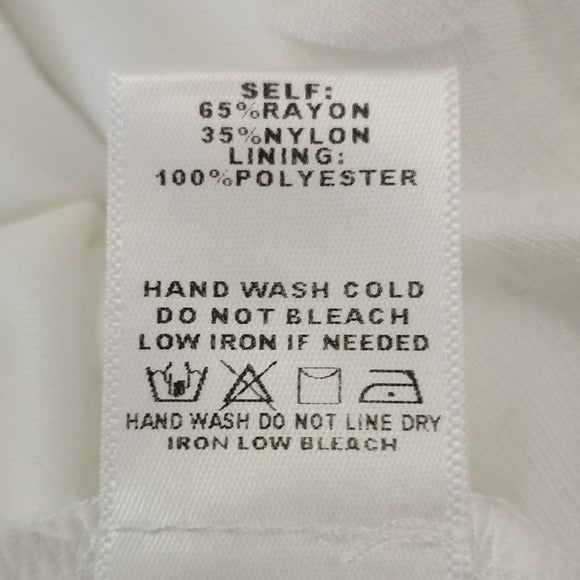 SELF:
65%RAYON
35%NYLON
LINING:
100%POLYESTER
HAND WASH COLD
DO NOT BLEACH
LOW IRON IF NEEDED
HAND WASH DO NOT LINE DRY
IRON LOW BLEACH